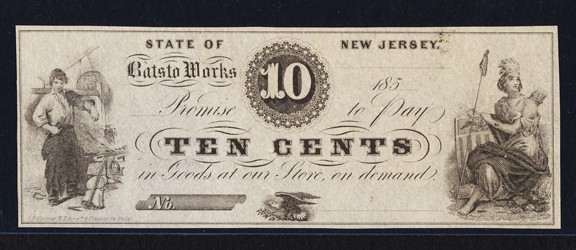 STATE OF NEW JERSEY.
Batsto Works 10 185
Promise to Pay
TEN CENTS
in Goods at our Store, on demand
No.